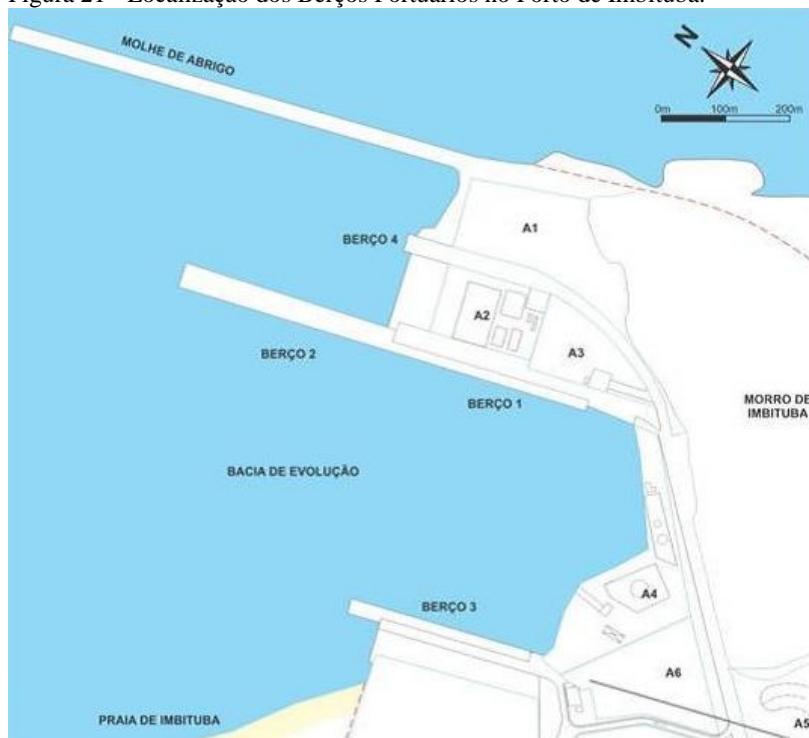 Figura 21 - Localização dos Berços Portuários no Porto de Imbituba.
MOLHE DE ABRIGO
N
0m 100m 200m
A1
BERÇO 4
A2
BERÇO 2
A3
BERÇO 1
MORRO DE
IMBITUBA
BACIA DE EVOLUÇÃO
A4
BERÇO 3
A6
PRAIA DE IMBITUBA
A5